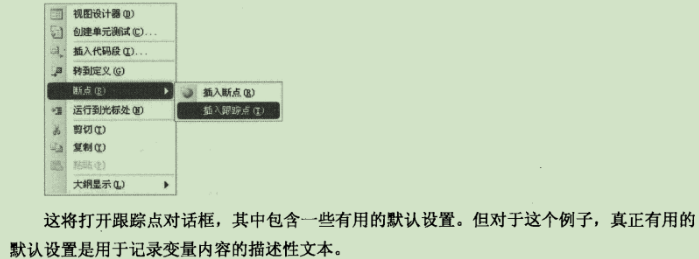 视图设计器(D)
创建单元测试(C)...
插入代码段(I)...
转到定义(G)
断点(B)
插入断点(R)
运行到光标处(N)
插入跟踪点(T)
剪切(T)
复制(Y)
粘贴(P)
大纲显示(L)
这将打开跟踪点对话框，其中包含一些有用的默认设置。但对于这个例子，真正有用的
默认设置是用于记录变量内容的描述性文本。